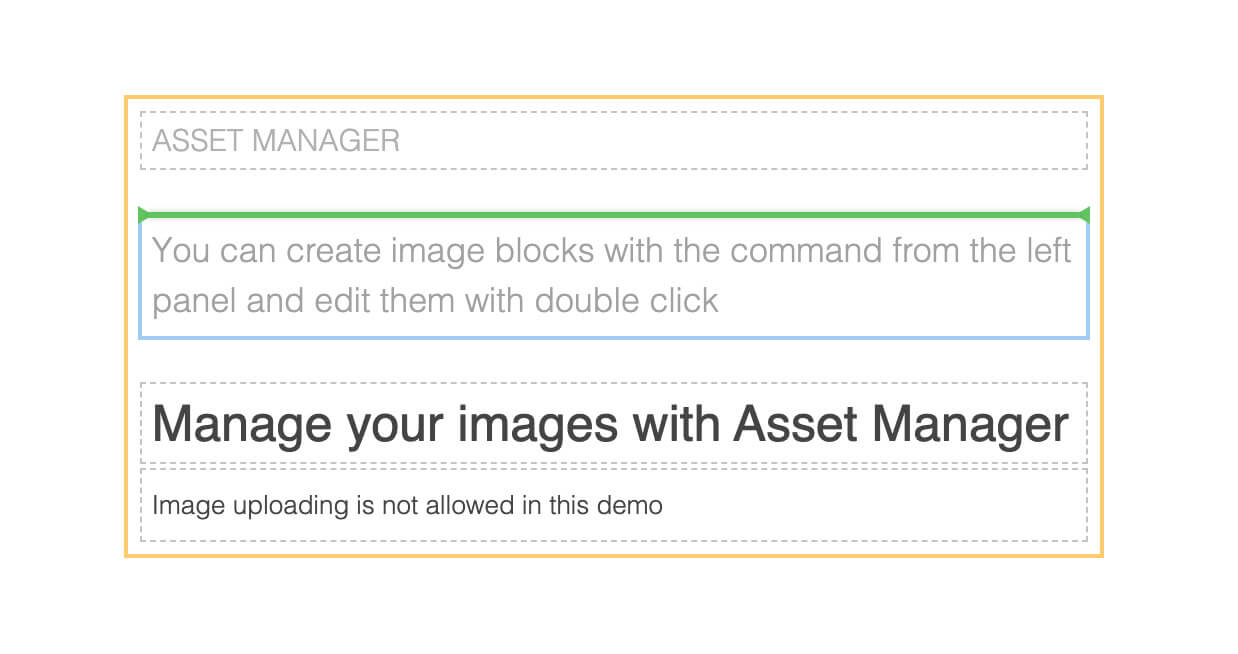 ASSET MANAGER
You can create image blocks with the command from the left
panel and edit them with double click
Manage your images with Asset Manager
Image uploading is not allowed in this demo